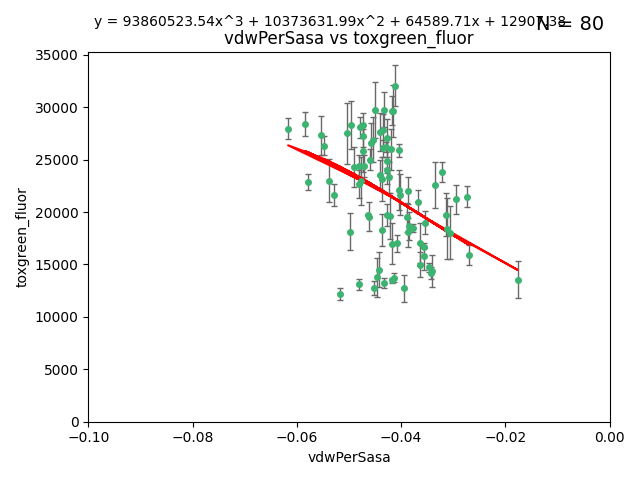 y = 93860523.54x^3 + 10373631.99x^2 + 64589.71x + 12907.38
N = 80
vdwPerSasa vs toxgreen_fluor
35000
30000
25000
20000
15000
10000
5000
0
toxgreen_fluor
−0.10 −0.08 −0.06 −0.04 −0.02 0.00
vdwPerSasa